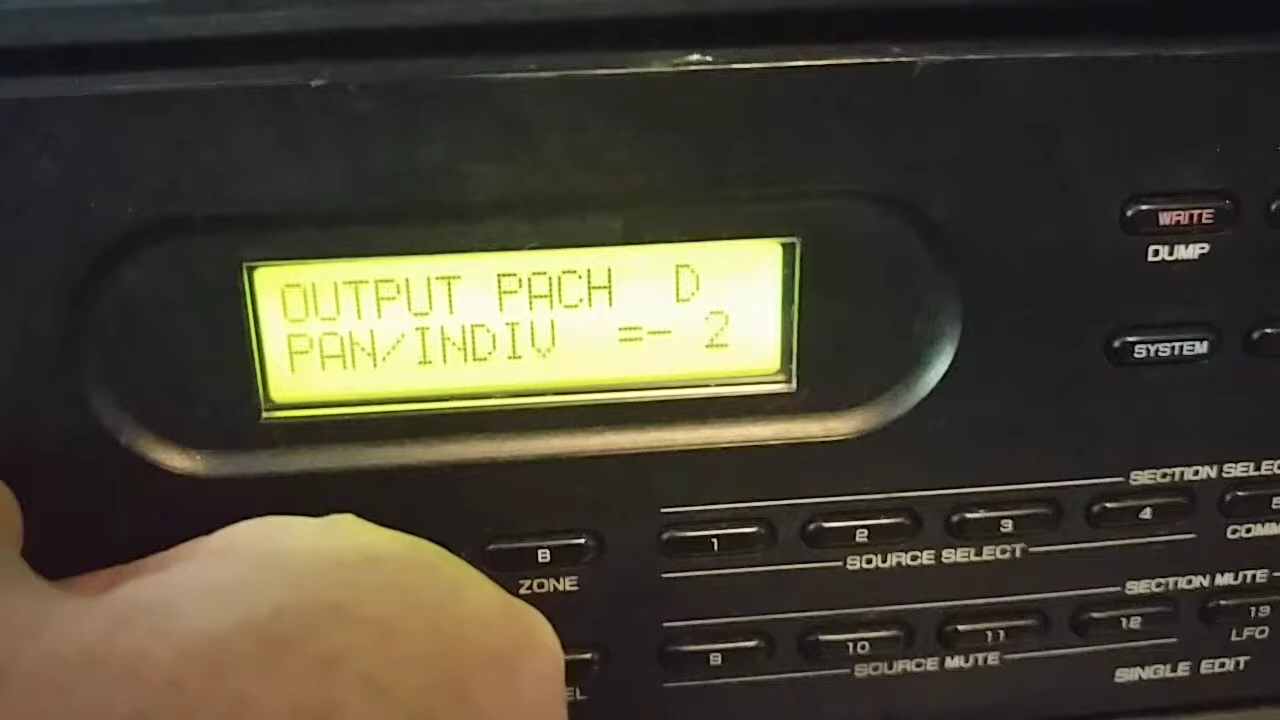 OUTPUT PACH D
PAN/INDIV =- 2
WRITE
DUMP
SYSTEM
SECTION SELEC
1 2 3 4
B
SOURCE SELECT
COMM
ZONE
SECTION MUTE
9 10 11 12 13
SOURCE MUTE
LFO
SINGLE EDIT
EL